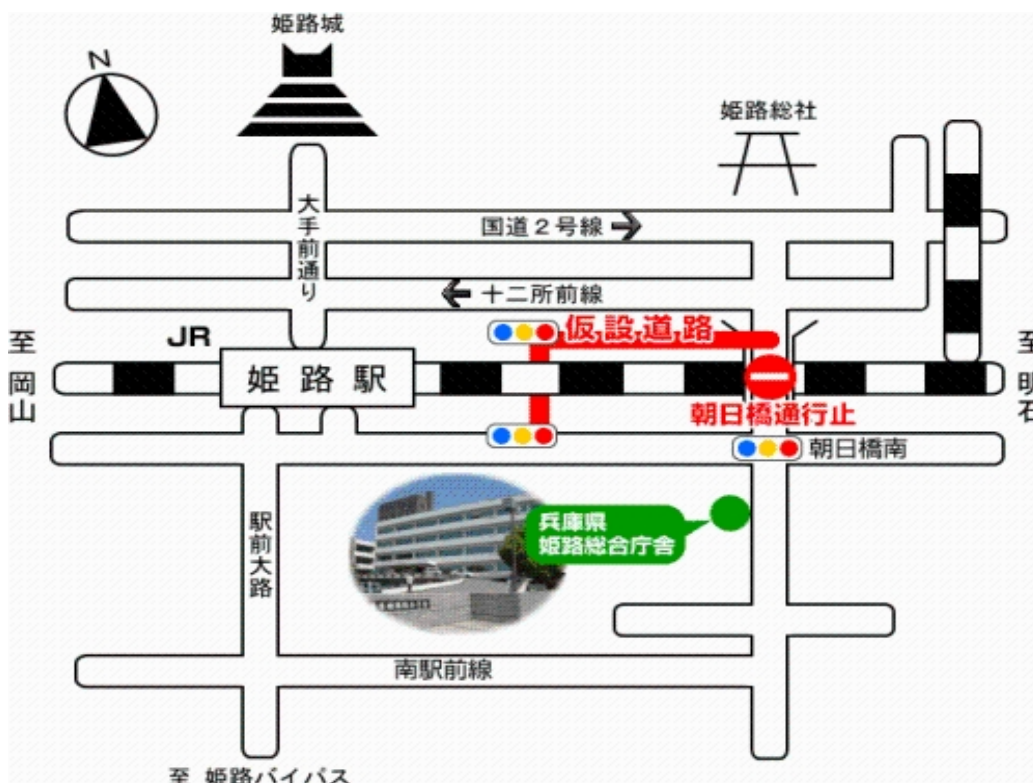 姫路城
N
姫路総社
大手前通り
国道2号線
十二所前線
仮設道路
JR
至 岡山
姫路駅
至 明石
朝日橋通行止
朝日橋南
駅前大路
兵庫県
姫路総合庁舎
南駅前線
至 姫路バイパス